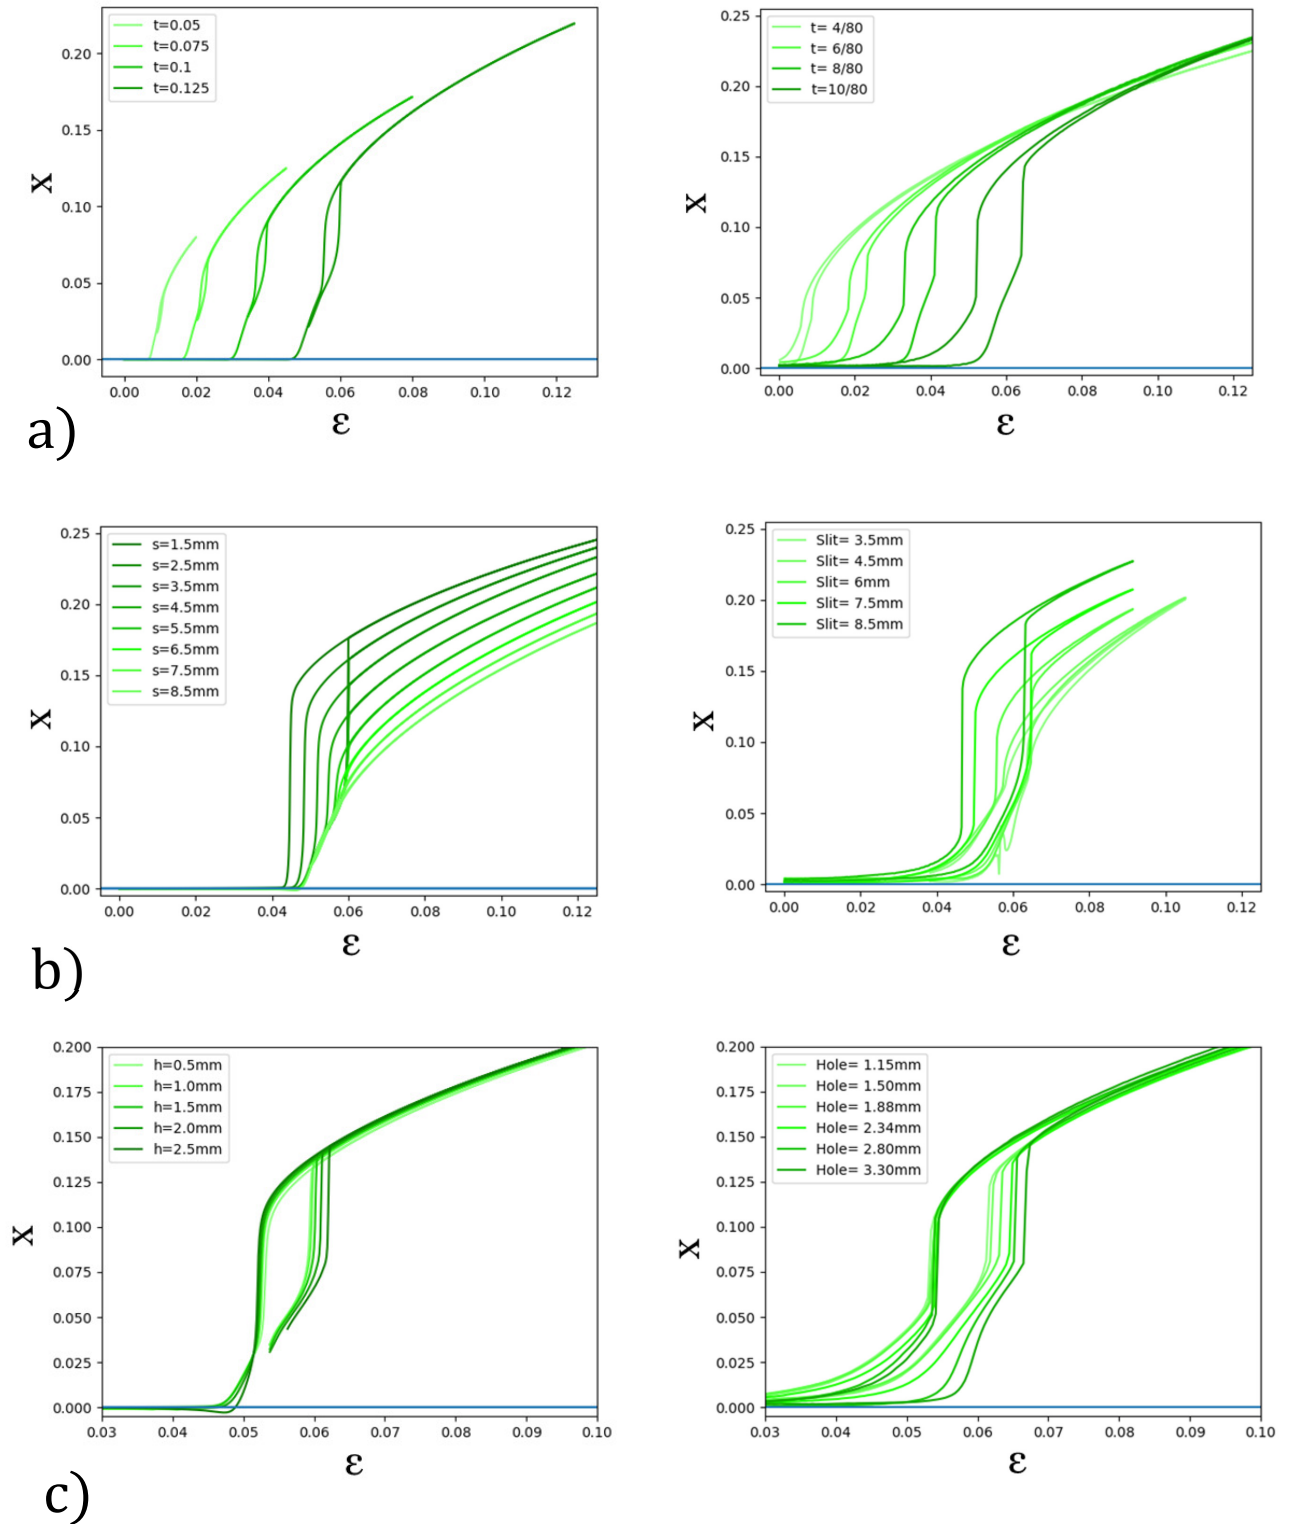 t=0.05
t=0.075
t=0.1
t=0.125
0.20
0.15
0.10
0.05
0.00
X
0.00 0.02 0.04 0.06 0.08 0.10 0.12
ε
t= 4/80
t= 6/80
t= 8/80
t=10/80
0.25
0.20
0.15
0.10
0.05
0.00
X
0.00 0.02 0.04 0.06 0.08 0.10 0.12
ε
a)
s=1.5mm
s=2.5mm
s=3.5mm
s=4.5mm
s=5.5mm
s=6.5mm
s=7.5mm
s=8.5mm
0.25
0.20
0.15
0.10
0.05
0.00
X
0.00 0.02 0.04 0.06 0.08 0.10 0.12
ε
Slit= 3.5mm
Slit= 4.5mm
Slit= 6mm
Slit= 7.5mm
Slit= 8.5mm
0.25
0.20
0.15
0.10
0.05
0.00
X
0.00 0.02 0.04 0.06 0.08 0.10 0.12
ε
b)
h=0.5mm
h=1.0mm
h=1.5mm
h=2.0mm
h=2.5mm
0.200
0.175
0.150
0.125
0.100
0.075
0.050
0.025
0.000
X
0.03 0.04 0.05 0.06 0.07 0.08 0.09 0.10
ε
Hole= 1.15mm
Hole= 1.50mm
Hole= 1.88mm
Hole= 2.34mm
Hole= 2.80mm
Hole= 3.30mm
0.200
0.175
0.150
0.125
0.100
0.075
0.050
0.025
0.000
X
0.03 0.04 0.05 0.06 0.07 0.08 0.09 0.10
ε
c)